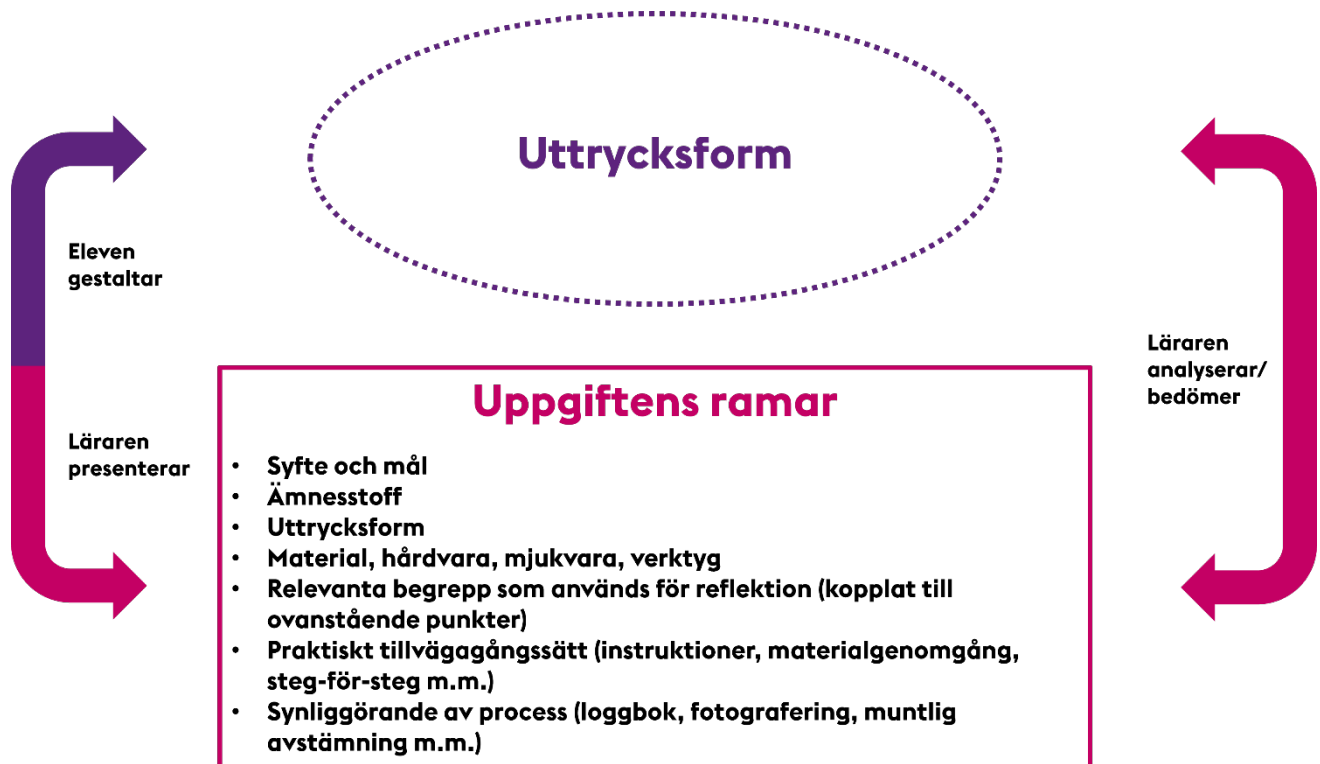 Uttrycksform
Eleven
gestaltar
Läraren
presenterar
Läraren
analyserar/
bedömer
Uppgiftens ramar
• Syfte och mål
• Ämnesstoff
• Uttrycksform
• Material, hårdvara, mjukvara, verktyg
• Relevanta begrepp som används för reflektion (kopplat till
ovanstående punkter)
• Praktiskt tillvägagångssätt (instruktioner, materialgenomgång,
steg-för-steg m.m.)
• Synliggörande av process (loggbok, fotografering, muntlig
avstämning m.m.)